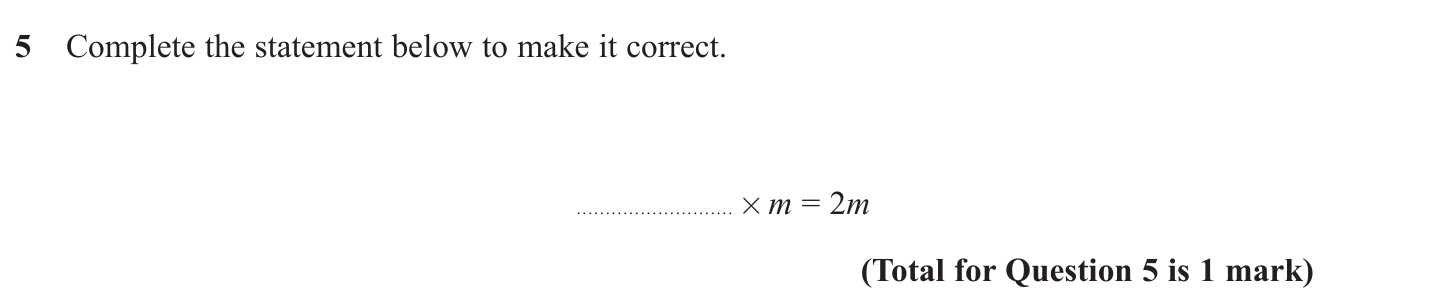 5 Complete the statement below to make it correct.
........................... × m = 2m
(Total for Question 5 is 1 mark)